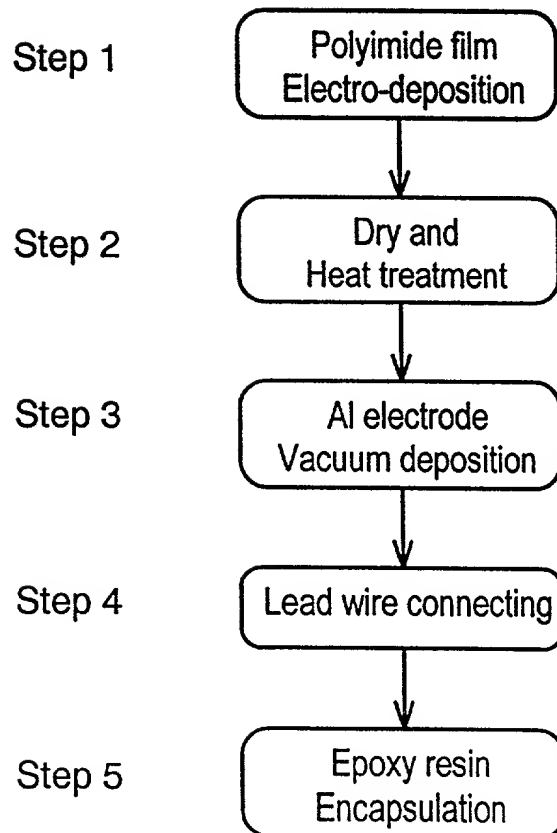 Step 1
Polyimide film
Electro-deposition
Step 2
Dry and
Heat treatment
Step 3
Al electrode
Vacuum deposition
Step 4
Lead wire connecting
Step 5
Epoxy resin
Encapsulation